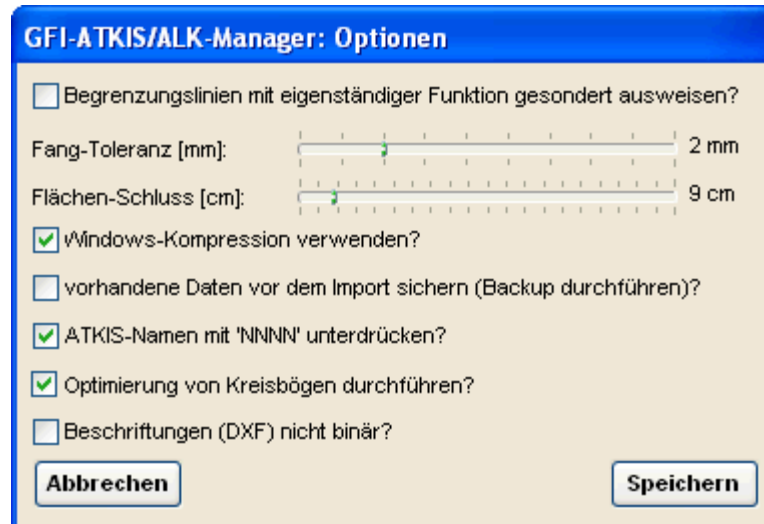 GFI-ATKIS/ALK-Manager: Optionen
Begrenzungslinien mit eigenständiger Funktion gesondert ausweisen?
Fang-Toleranz [mm]: 2 mm
Flächen-Schluss [cm]: 9 cm
Windows-Kompression verwenden?
vorhandene Daten vor dem Import sichern (Backup durchführen)?
ATKIS-Namen mit 'NNNN' unterdrücken?
Optimierung von Kreisbögen durchführen?
Beschriftungen (DXF) nicht binär?
Abbrechen Speichern